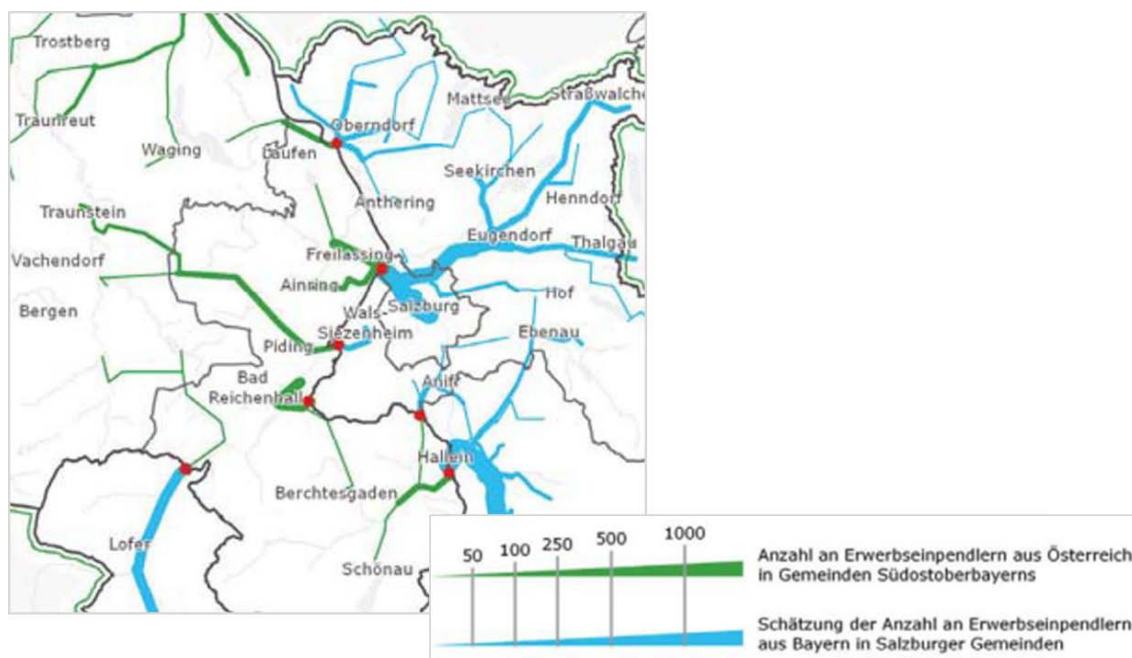 Trostberg
Mattsee
Straßwalche
Traunreut
Oberndorf
Waging
Laufen
Seekirchen
Anthering
Henndorf
Traunstein
Eugendorf
Thalgau
Vachendorf
Freilassing
Ainring
Hof
Bergen
Wals-
Siezenheim
Salzburg
Ebenau
Piding
Bad
Reichenhall
Anif
Hallein
Berchtesgaden
Lofer
Schönau
50 100 250 500 1000
Anzahl an Erwerbseinpendlern aus Österreich
in Gemeinden Südostoberbayerns
Schätzung der Anzahl an Erwerbseinpendlern
aus Bayern in Salzburger Gemeinden